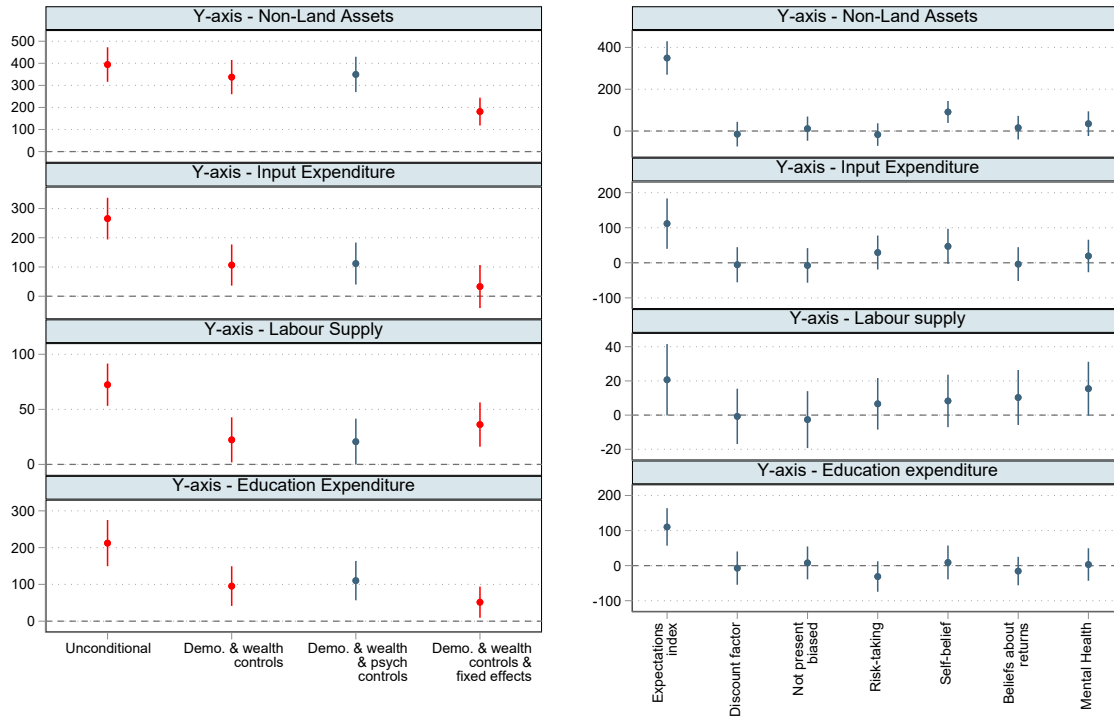 Y-axis - Non-Land Assets
500
400
300
200
100
0
Y-axis - Input Expenditure
300
200
100
0
Y-axis - Labour Supply
100
50
0
Y-axis - Education Expenditure
300
200
100
0
Unconditional
Demo. & wealth
controls
Demo. & wealth
& psych
controls
Demo. & wealth
controls &
fixed effects
Y-axis - Non-Land Assets
400
200
0
Y-axis - Input Expenditure
200
100
0
-100
Y-axis - Labour supply
40
20
0
-20
Y-axis - Education expenditure
200
100
0
-100
Expectations
index
Discount factor
Not present
biased
Risk-taking
Self-belief
Beliefs about
returns
Mental Health